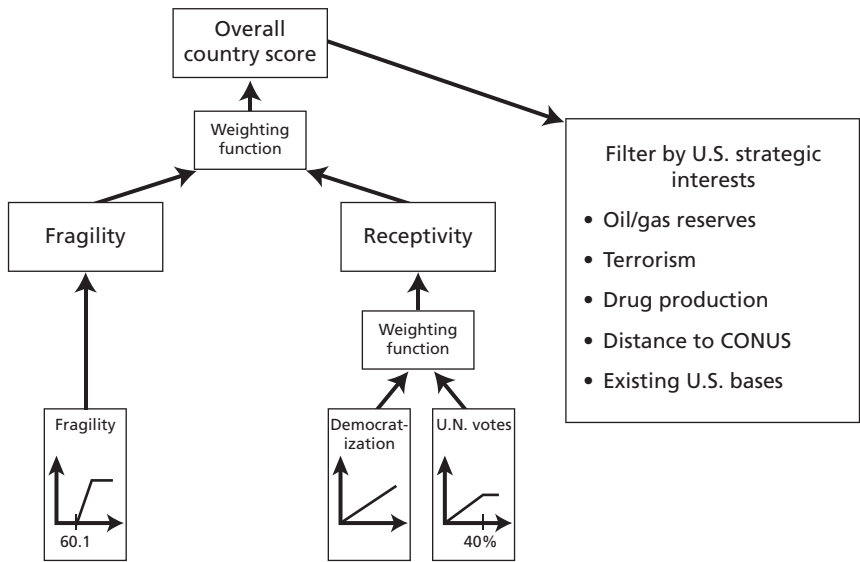 Overall
country score
Weighting
function
Filter by U.S. strategic
interests
• Oil/gas reserves
• Terrorism
• Drug production
• Distance to CONUS
• Existing U.S. bases
Fragility
Receptivity
Weighting
function
Fragility
60.1
Democrat-
ization
U.N. votes
40%